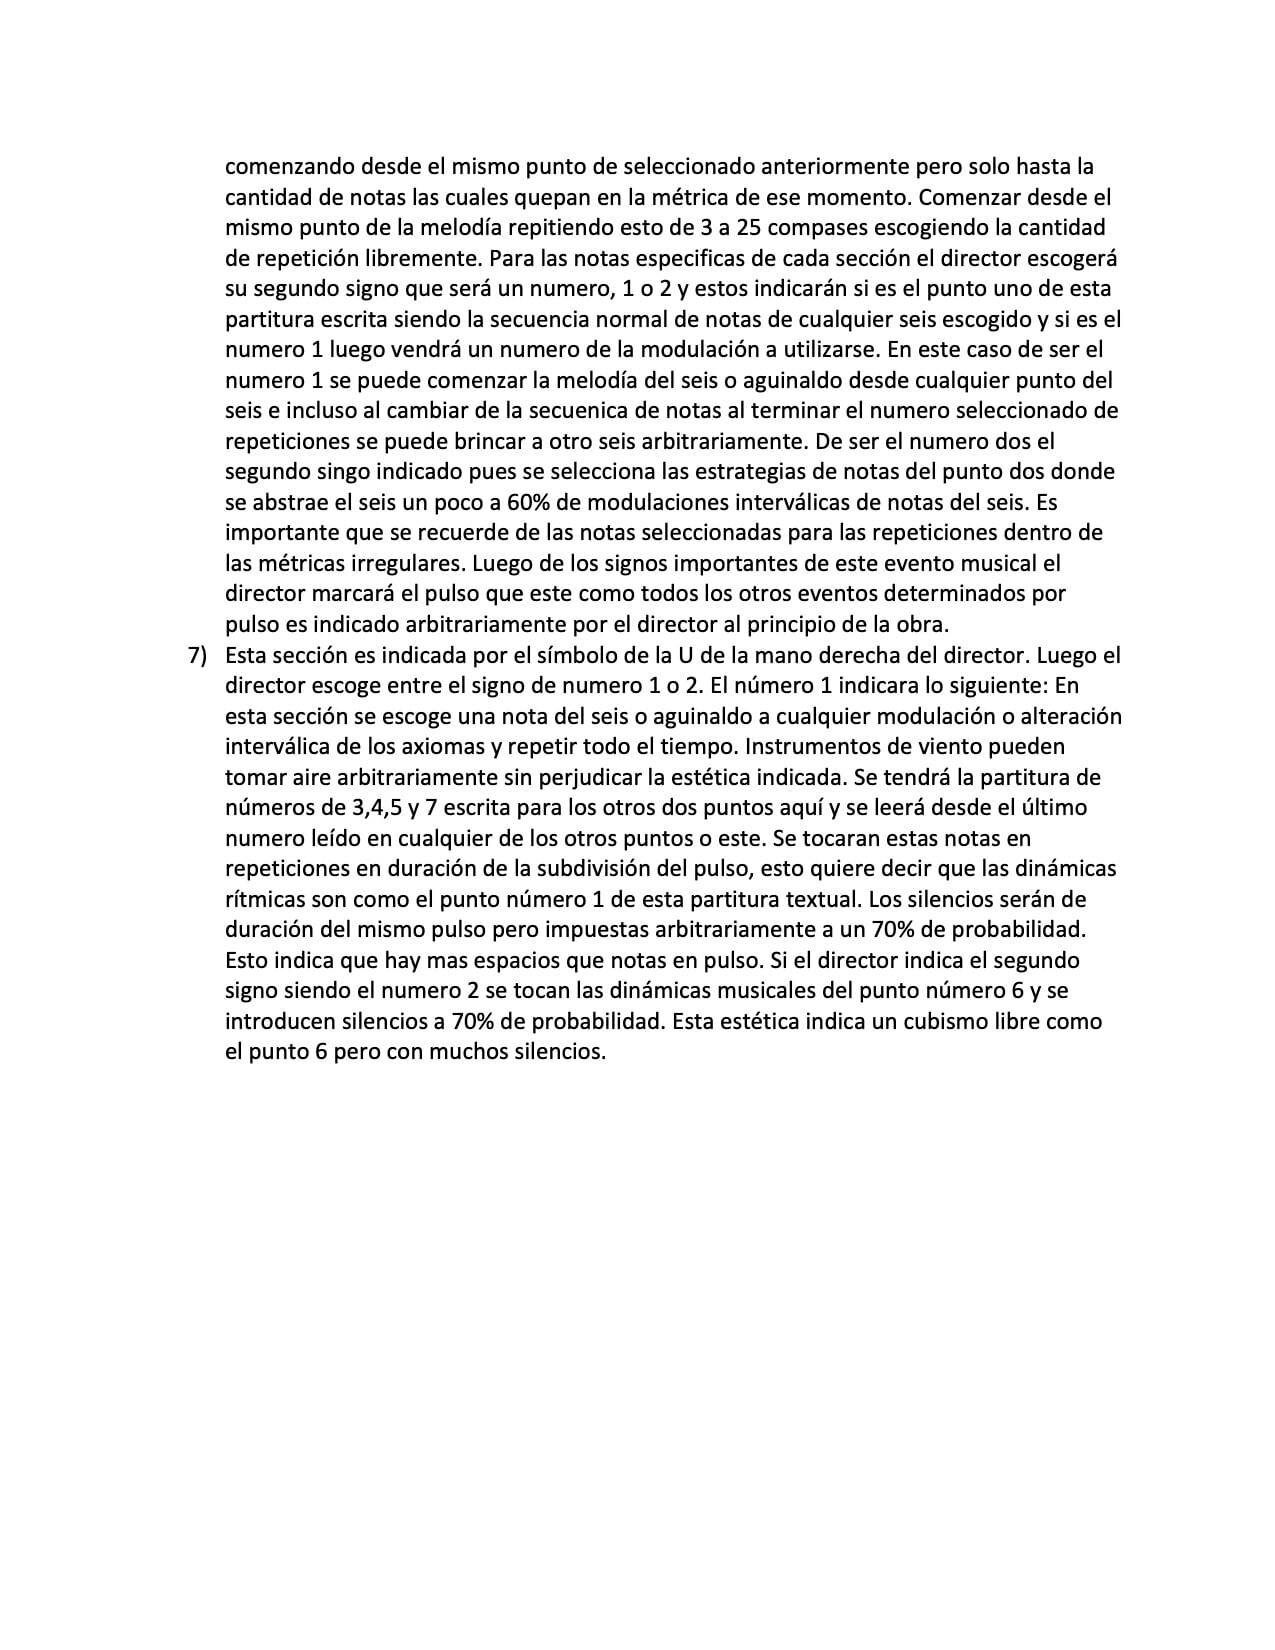 comenzando desde el mismo punto de seleccionado anteriormente pero solo hasta la
cantidad de notas las cuales quepan en la métrica de ese momento. Comenzar desde el
mismo punto de la melodía repitiendo esto de 3 a 25 compases escogiendo la cantidad
de repetición libremente. Para las notas especificas de cada sección el director escogerá
su segundo signo que será un numero, 1 o 2 y estos indicarán si es el punto uno de esta
partitura escrita siendo la secuencia normal de notas de cualquier seis escogido y si es el
numero 1 luego vendrá un numero de la modulación a utilizarse. En este caso de ser el
numero 1 se puede comenzar la melodía del seis o aguinaldo desde cualquier punto del
seis e incluso al cambiar de la secuenica de notas al terminar el numero seleccionado de
repeticiones se puede brincar a otro seis arbitrariamente. De ser el numero dos el
segundo singo indicado pues se selecciona las estrategias de notas del punto dos donde
se abstrae el seis un poco a 60% de modulaciones interválicas de notas del seis. Es
importante que se recuerde de las notas seleccionadas para las repeticiones dentro de
las métricas irregulares. Luego de los signos importantes de este evento musical el
director marcará el pulso que este como todos los otros eventos determinados por
pulso es indicado arbitrariamente por el director al principio de la obra.
7) Esta sección es indicada por el símbolo de la U de la mano derecha del director. Luego el
director escoge entre el signo de numero 1 o 2. El número 1 indicara lo siguiente: En
esta sección se escoge una nota del seis o aguinaldo a cualquier modulación o alteración
interválica de los axiomas y repetir todo el tiempo. Instrumentos de viento pueden
tomar aire arbitrariamente sin perjudicar la estética indicada. Se tendrá la partitura de
números de 3,4,5 y 7 escrita para los otros dos puntos aquí y se leerá desde el último
numero leído en cualquier de los otros puntos o este. Se tocaran estas notas en
repeticiones en duración de la subdivisión del pulso, esto quiere decir que las dinámicas
rítmicas son como el punto número 1 de esta partitura textual. Los silencios serán de
duración del mismo pulso pero impuestas arbitrariamente a un 70% de probabilidad.
Esto indica que hay mas espacios que notas en pulso. Si el director indica el segundo
signo siendo el numero 2 se tocan las dinámicas musicales del punto número 6 y se
introducen silencios a 70% de probabilidad. Esta estética indica un cubismo libre como
el punto 6 pero con muchos silencios.